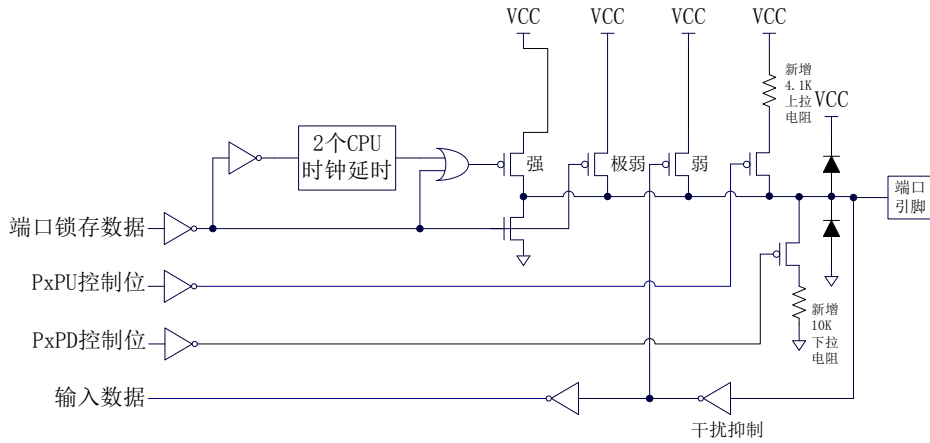 VCC
VCC
VCC
VCC
新增
4.1K
上拉
电阻
VCC
2个CPU
时钟延时
强
极弱
弱
端口
引脚
端口锁存数据
PxPU控制位
新增
10K
下拉
电阻
PxPD控制位
输入数据
干扰抑制